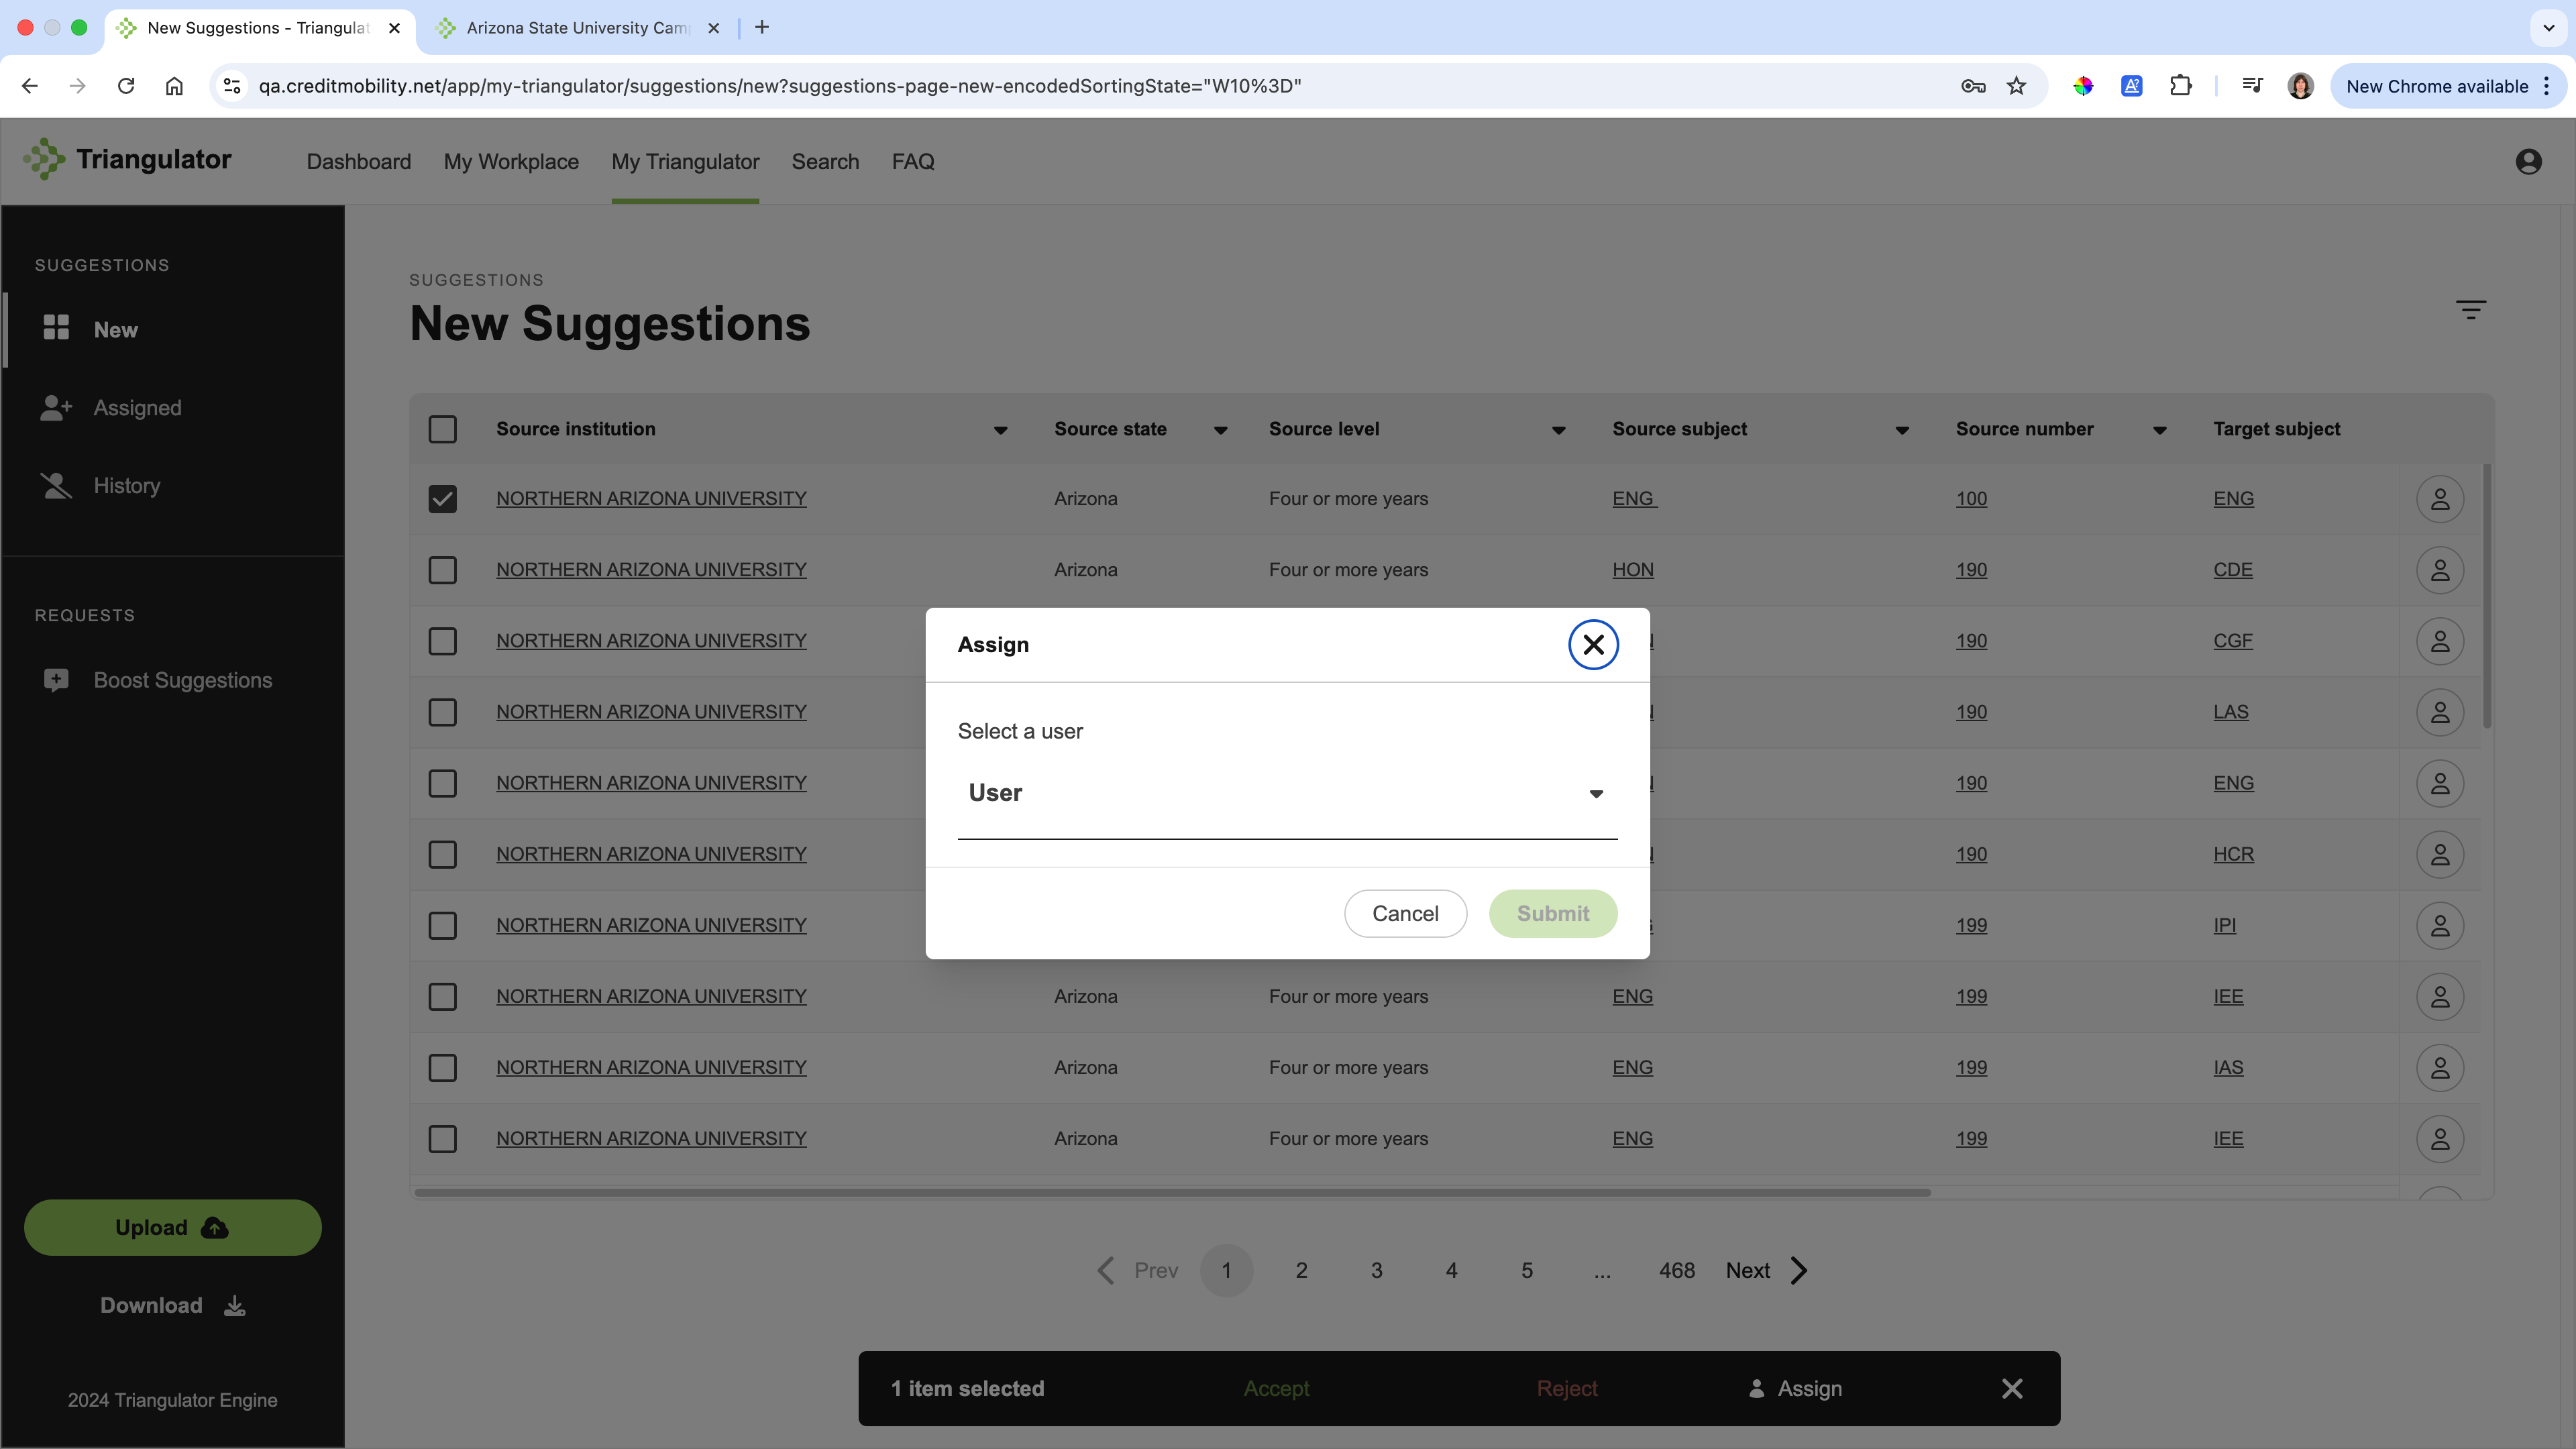 New Suggestions - Triangulat
Arizona State University Cam
qa.creditmobility.net/app/my-triangulator/suggestions/new?suggestions-page-new-encodedSortingState="W10%3D"
New Chrome available
Triangulator
Dashboard My Workplace My Triangulator Search FAQ
SUGGESTIONS
New
Assigned
History
REQUESTS
Boost Suggestions
Upload
Download
2024 Triangulator Engine
SUGGESTIONS
New Suggestions
Source institution Source state Source level Source subject Source number Target subject
NORTHERN ARIZONA UNIVERSITY Arizona Four or more years ENG 100 ENG
NORTHERN ARIZONA UNIVERSITY Arizona Four or more years HON 190 CDE
NORTHERN ARIZONA UNIVERSITY 190 CGF
NORTHERN ARIZONA UNIVERSITY 190 LAS
NORTHERN ARIZONA UNIVERSITY 190 ENG
NORTHERN ARIZONA UNIVERSITY 190 HCR
NORTHERN ARIZONA UNIVERSITY 199 IPI
NORTHERN ARIZONA UNIVERSITY Arizona Four or more years ENG 199 IEE
NORTHERN ARIZONA UNIVERSITY Arizona Four or more years ENG 199 IAS
NORTHERN ARIZONA UNIVERSITY Arizona Four or more years ENG 199 IEE
Assign
Select a user
User
Cancel Submit
Prev 1 2 3 4 5 ... 468 Next
1 item selected Accept Reject Assign